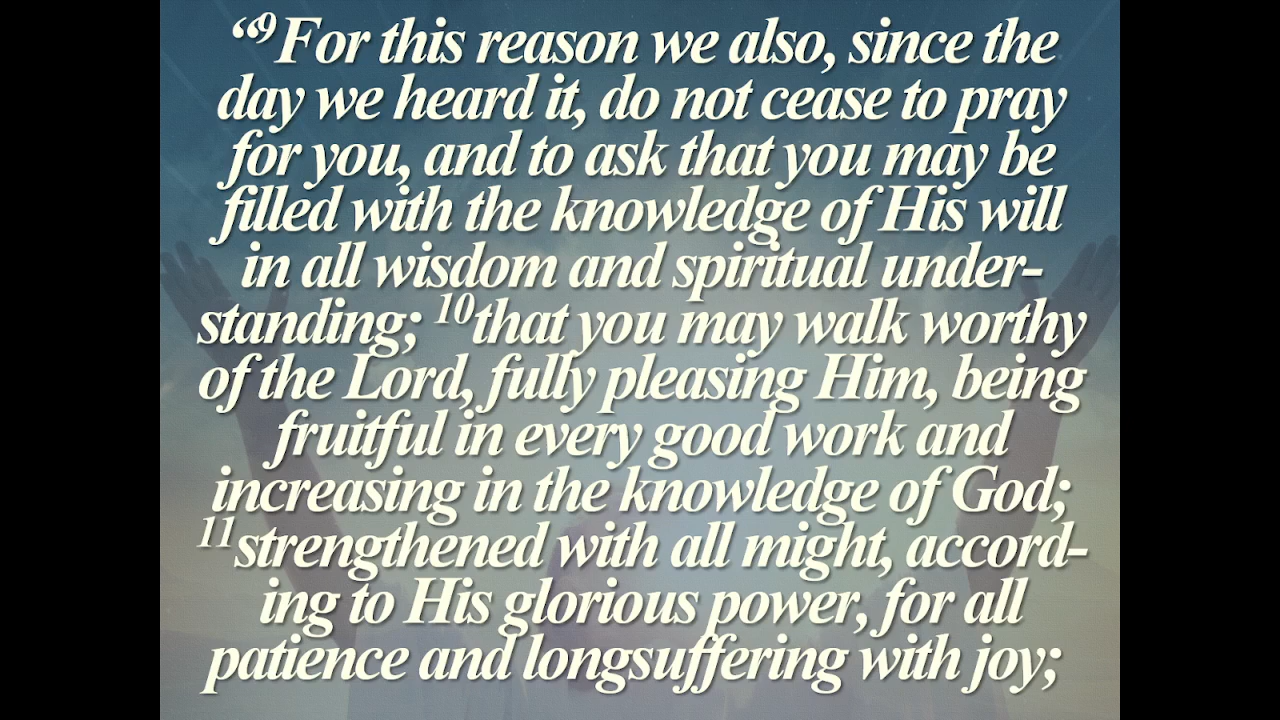 “9For this reason we also, since the
day we heard it, do not cease to pray
for you, and to ask that you may be
filled with the knowledge of His will
in all wisdom and spiritual under-
standing; 10that you may walk worthy
of the Lord, fully pleasing Him, being
fruitful in every good work and
increasing in the knowledge of God;
11strengthened with all might, accord-
ing to His glorious power, for all
patience and longsuffering with joy;